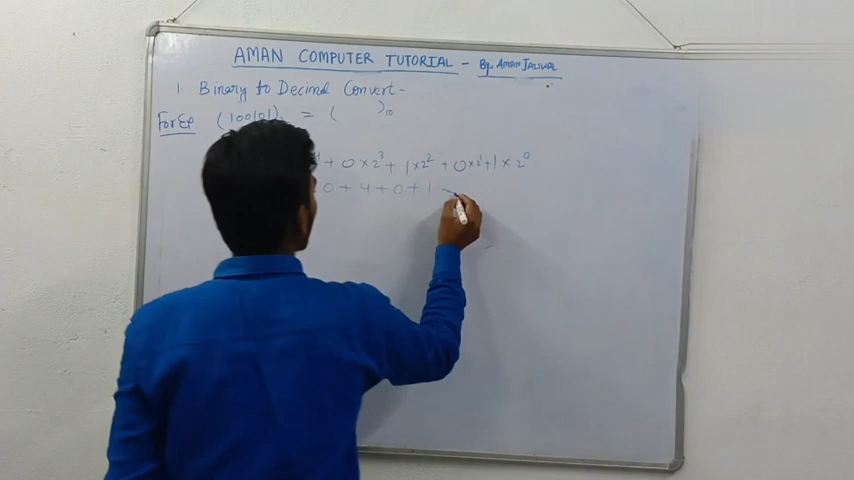 AMAN COMPUTER TUTORIAL - By:- AMAN JAISWAL
1. Binary to Decimal Convert -
For Ex (100101)₂ = ( )₁₀
+ 0×2³ + 1×2² + 0×2¹ + 1×2⁰
0 + 4 + 0 + 1